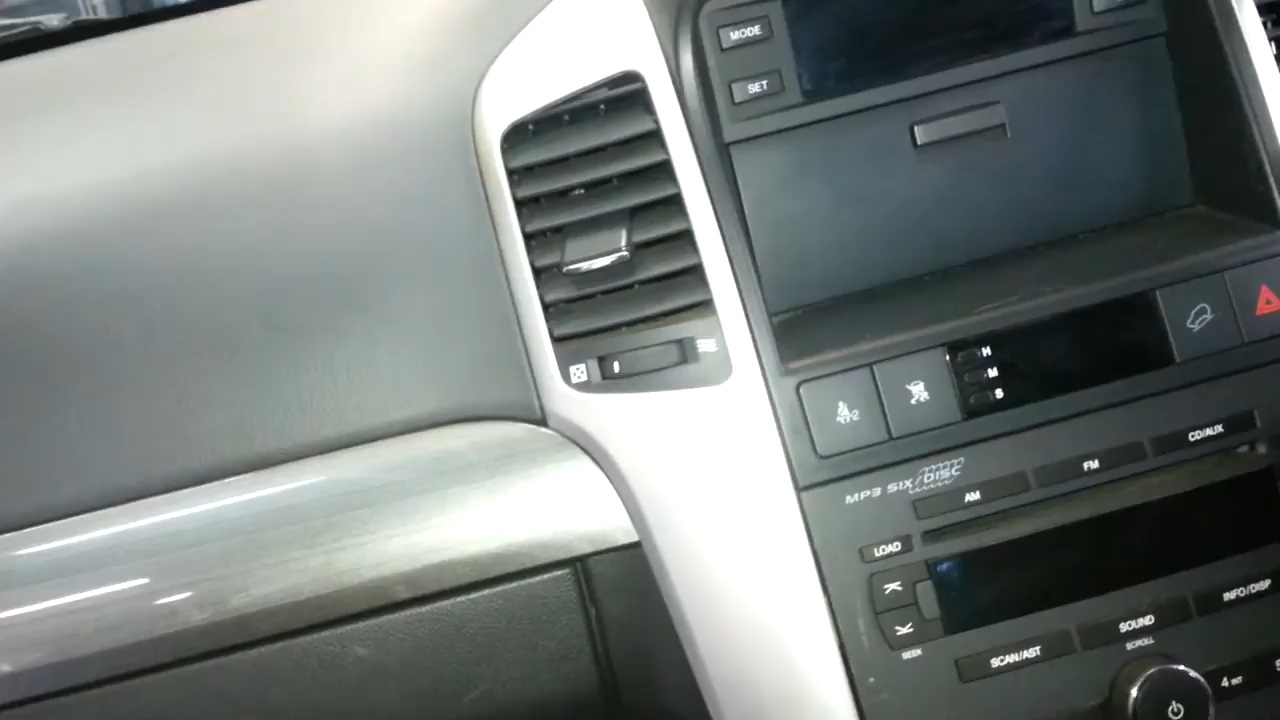 MODE
SET
H
M
S
CD/AUX
FM
AM
MP3 SIX/DISC
LOAD
INFO/DISP
SOUND
SCROLL
SCAN/AST
SEEK
4 INT